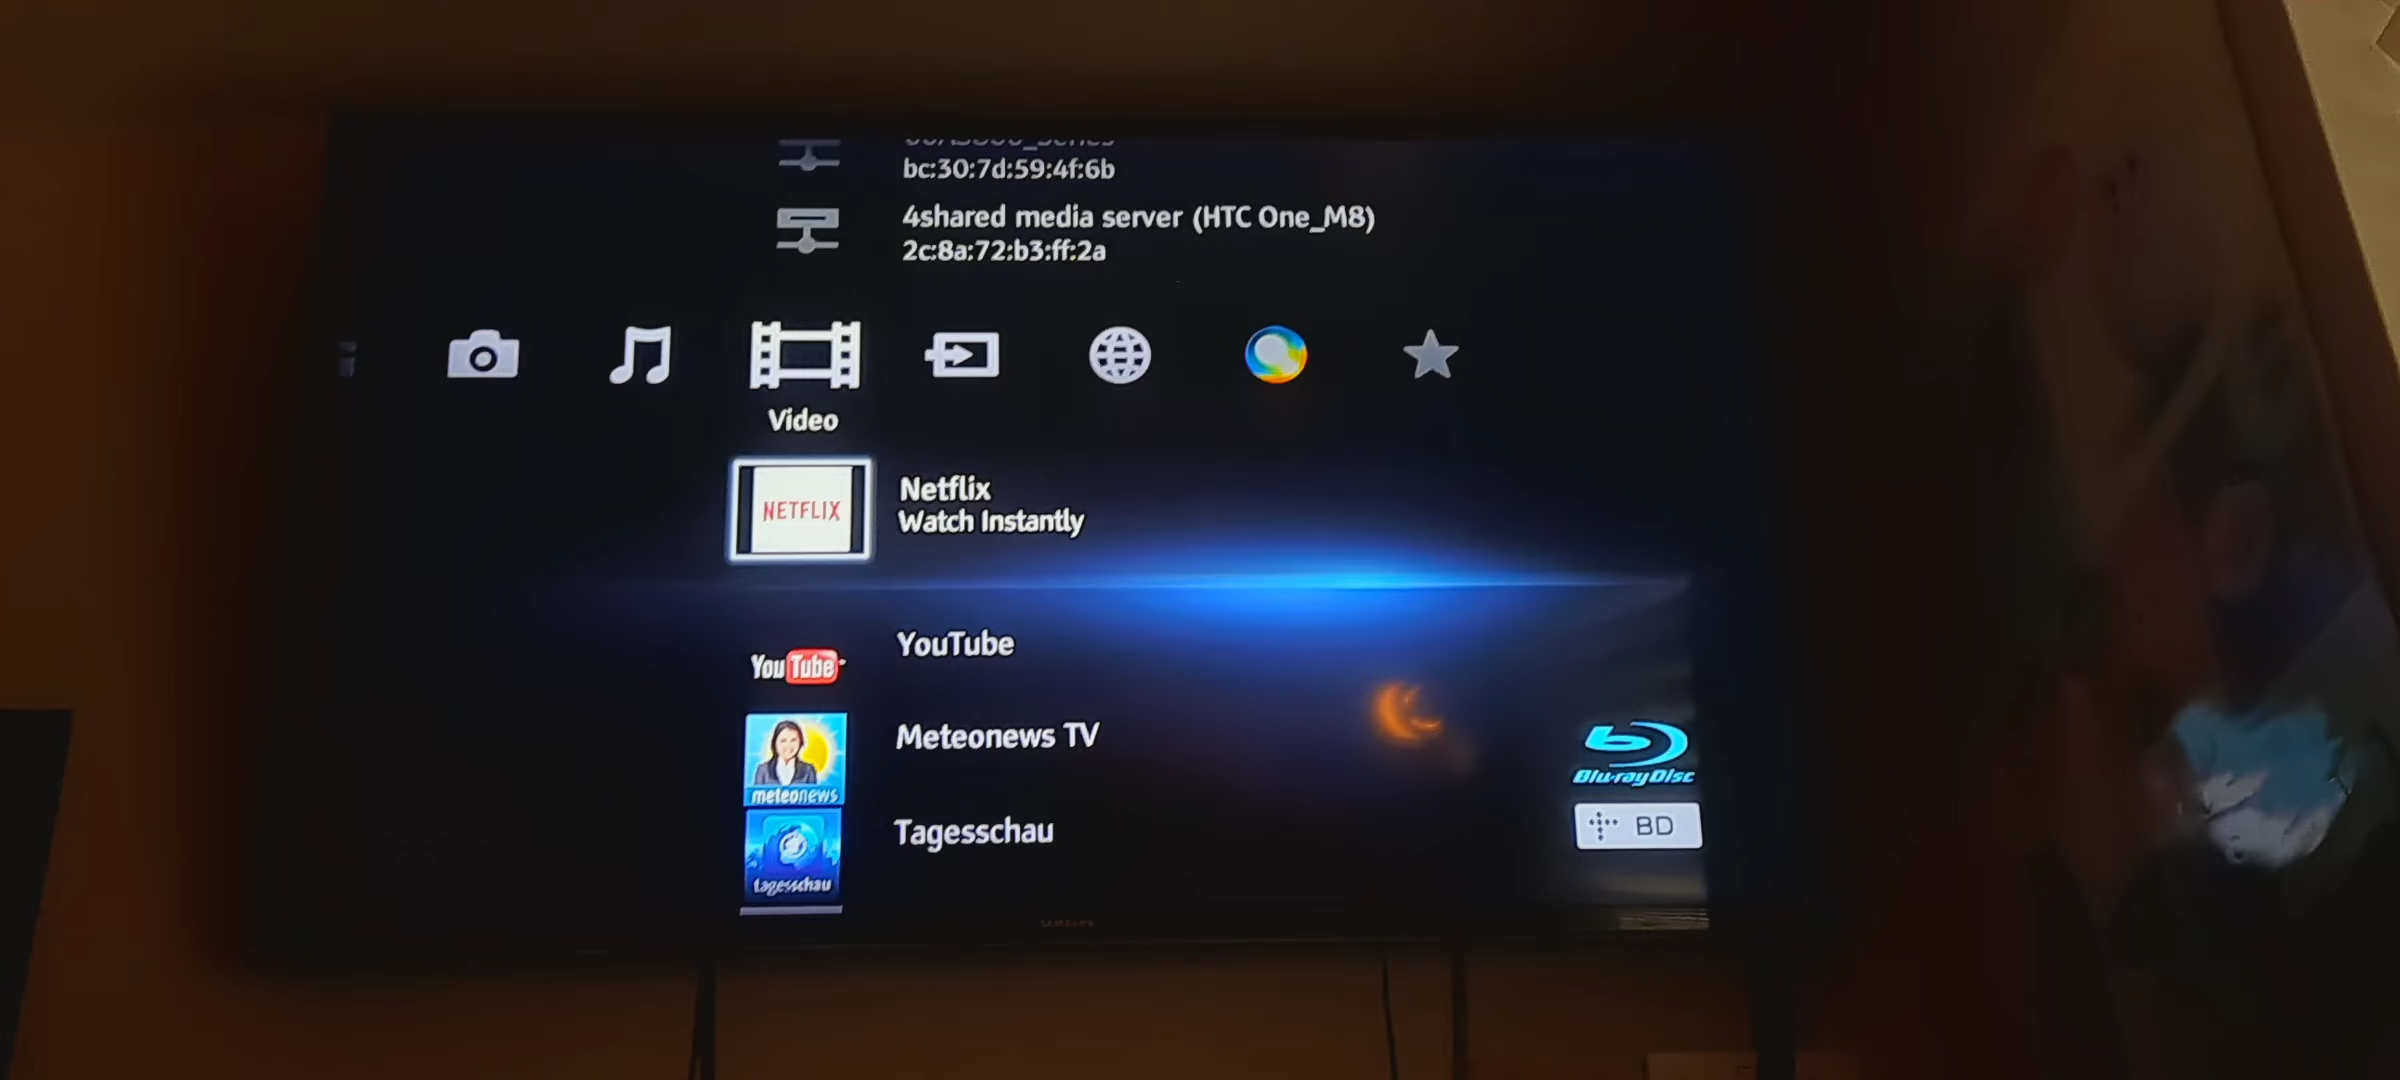 bc:30:7d:59:4f:6b
4shared media server (HTC One_M8)
2c:8a:72:b3:ff:2a
Video
NETFLIX
Netflix
Watch Instantly
YouTube
YouTube
Meteonews TV
meteonews
Blu-ray Disc
Tagesschau
BD
tagesschau
SAMSUNG